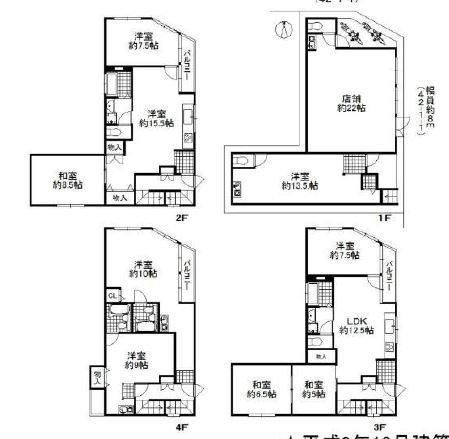 洋室
約7.5帖
バルコニー
洋室
約15.5帖
物入
和室
約8.5帖
物入
2F
店舗
約22帖
幅員約8m
(42-1-1)
洋室
約13.5帖
1F
洋室
約10帖
バルコニー
CL
洋室
約9帖
物入
4F
洋室
約7.5帖
バルコニー
LDK
約12.5帖
物入
和室
約6.5帖
和室
約5帖
3F